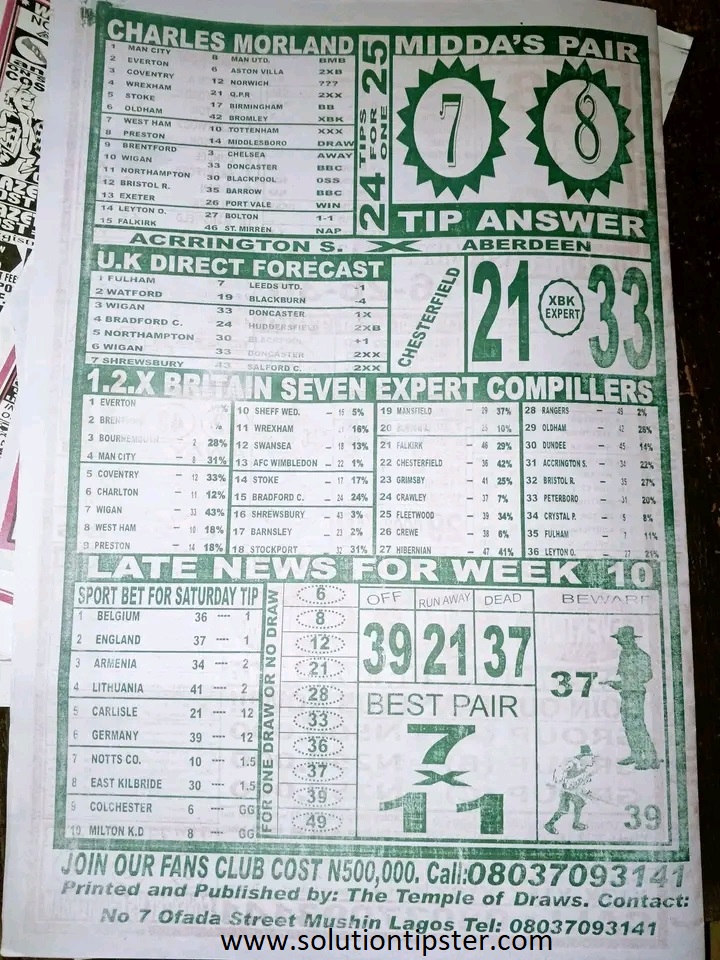 CHARLES MORLAND
1 MAN CITY 8 MAN UTD. BMB
2 EVERTON 6 ASTON VILLA 2XB
3 COVENTRY 12 NORWICH ???
4 WREXHAM 21 Q.P.R 2XX
5 STOKE 17 BIRMINGHAM BB
6 OLDHAM 42 BROMLEY XBK
7 WEST HAM 10 TOTTENHAM XXX
8 PRESTON 14 MIDDLESBORO DRAW
9 BRENTFORD 3 CHELSEA AWAY
10 WIGAN 33 DONCASTER BBC
11 NORTHAMPTON 30 BLACKPOOL OSS
12 BRISTOL R. 35 BARROW BBC
13 EXETER 26 PORT VALE WIN
14 LEYTON O. 27 BOLTON 1-1
15 FALKIRK 46 ST. MIRREN NAP
24 TIPS FOR ONE 25
MIDDA'S PAIR
7 8
TIP ANSWER
ACRRINGTON S. X ABERDEEN
U.K DIRECT FORECAST
1 FULHAM 7 LEEDS UTD. -1
2 WATFORD 19 BLACKBURN -4
3 WIGAN 33 DONCASTER 1X
4 BRADFORD C. 24 HUDDERSFIELD 2XB
5 NORTHAMPTON 30 BLACKPOOL +1
6 WIGAN 33 DONCASTER 2XX
7 SHREWSBURY 43 SALFORD C. 2XX
CHESTERFIELD
21 XBK EXPERT 33
1.2.X BRITAIN SEVEN EXPERT COMPILLERS
1 EVERTON
2
3 BOURNEMOUTH - 2 28%
4 MAN CITY - 8 31%
5 COVENTRY - 12 33%
6 CHARLTON - 11 12%
7 WIGAN - 33 43%
8 WEST HAM - 10 18%
9 PRESTON - 14 18%
10 SHEFF WED. - 15 5%
11 WREXHAM - 21 16%
12 SWANSEA - 18 13%
13 AFC WIMBLEDON - 22 1%
14 STOKE - 17 17%
15 BRADFORD C. - 24 24%
16 SHREWSBURY - 43 3%
17 BARNSLEY - 23 2%
18 STOCKPORT - 32 31%
19 MANSFIELD - 29 37%
20 - 25 10%
21 FALKIRK - 46 29%
22 CHESTERFIELD - 36 42%
23 GRIMSBY - 41 25%
24 CRAWLEY - 37 7%
25 FLEETWOOD - 39 34%
26 CREWE - 38 6%
27 HIBERNIAN - 47 41%
28 RANGERS - 49 2%
29 OLDHAM - 42 26%
30 DUNDEE - 45 14%
31 ACCRINGTON S. - 34 22%
32 BRISTOL R. - 35 27%
33 PETERBORO - 31 20%
34 CRYSTAL P. - 5 8%
35 FULHAM - 7 11%
36 LEYTON O. - 27 21%
LATE NEWS FOR WEEK 10
SPORT BET FOR SATURDAY TIP
1 BELGIUM 36 ---- 1
2 ENGLAND 37 ---- 1
3 ARMENIA 34 ---- 2
4 LITHUANIA 41 ---- 2
5 CARLISLE 21 ---- 12
6 GERMANY 39 ---- 12
7 NOTTS CO. 10 ---- 1.5
8 EAST KILBRIDE 30 ---- 1.5
9 COLCHESTER 6 ---- GG
10 MILTON K.D 8 ---- GG
FOR ONE DRAW OR NO DRAW
6
8
12
21
28
33
36
37
39
49
OFF RUN AWAY DEAD
39 21 37
BEST PAIR
7
X
11
BEWARE
37
39
JOIN OUR FANS CLUB COST N500,000. Call:08037093141
Printed and Published by: The Temple of Draws. Contact:
No 7 Ofada Street Mushin Lagos Tel: 08037093141
www.solutiontipster.com